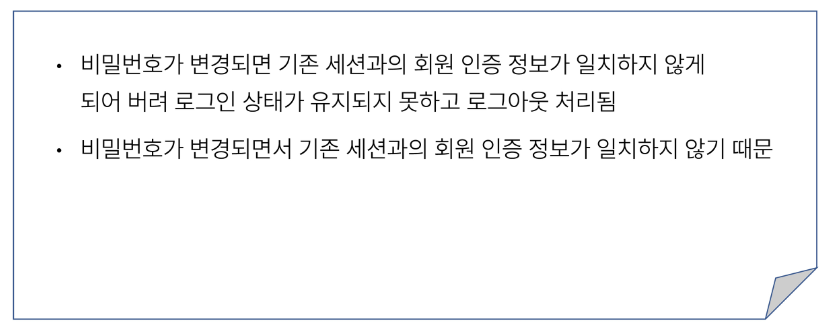 • 비밀번호가 변경되면 기존 세션과의 회원 인증 정보가 일치하지 않게
되어 버려 로그인 상태가 유지되지 못하고 로그아웃 처리됨
• 비밀번호가 변경되면서 기존 세션과의 회원 인증 정보가 일치하지 않기 때문